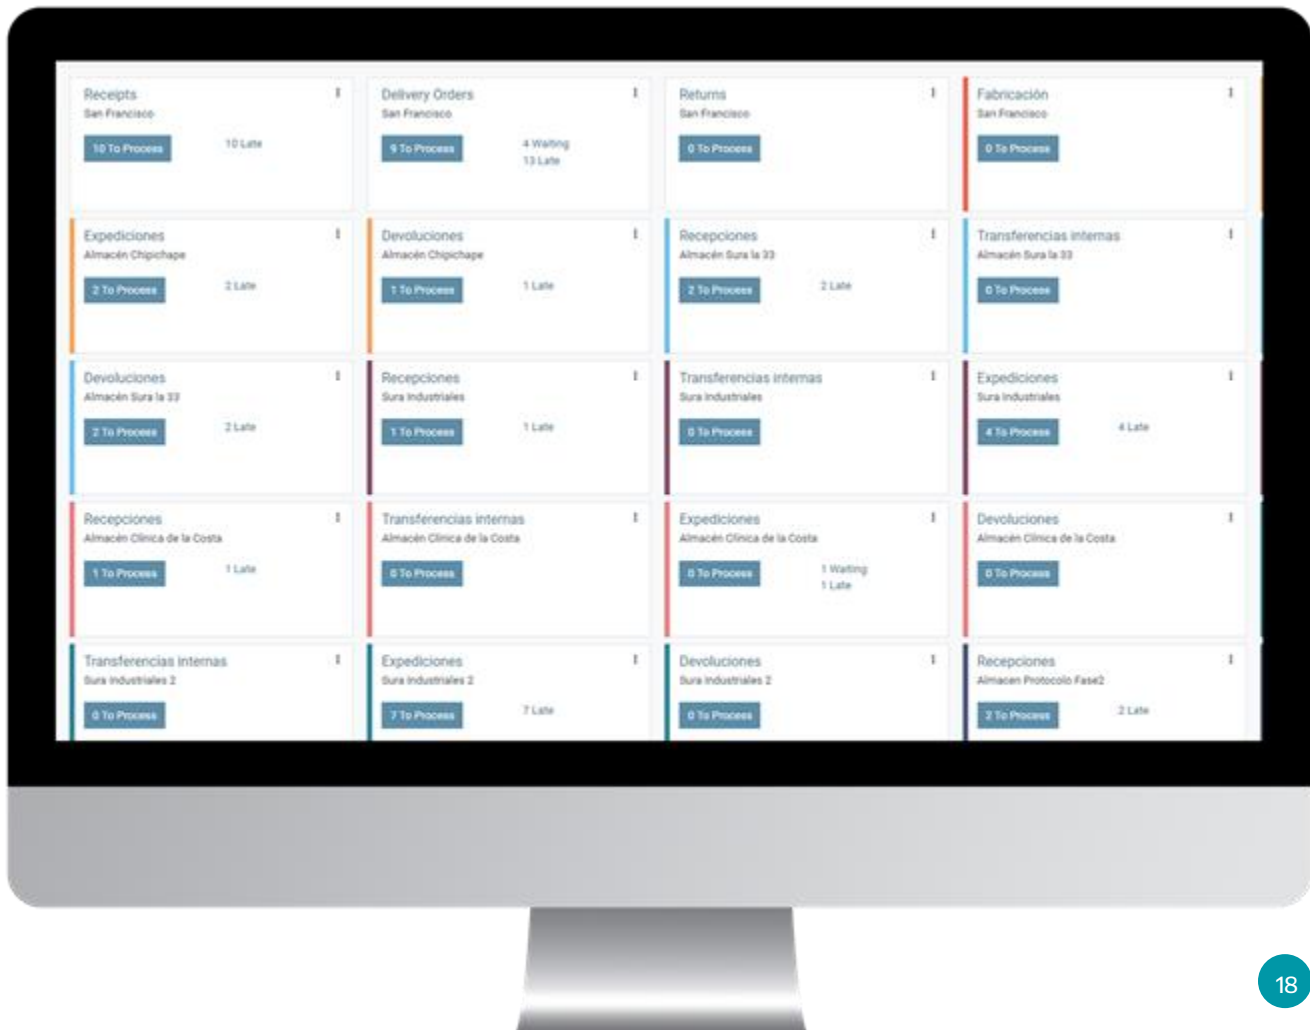 Receipts
San Francisco
10 To Process
10 Late
Delivery Orders
San Francisco
9 To Process
4 Waiting
13 Late
Returns
San Francisco
0 To Process
Fabricación
San Francisco
0 To Process
Expediciones
Almacén Chipichape
2 To Process
2 Late
Devoluciones
Almacén Chipichape
1 To Process
1 Late
Recepciones
Almacén Sura la 33
2 To Process
2 Late
Transferencias internas
Almacén Sura la 33
0 To Process
Devoluciones
Almacén Sura la 33
2 To Process
2 Late
Recepciones
Sura Industriales
1 To Process
1 Late
Transferencias internas
Sura Industriales
0 To Process
Expediciones
Sura Industriales
4 To Process
4 Late
Recepciones
Almacén Clínica de la Costa
1 To Process
1 Late
Transferencias internas
Almacén Clínica de la Costa
0 To Process
Expediciones
Almacén Clínica de la Costa
0 To Process
1 Waiting
1 Late
Devoluciones
Almacén Clínica de la Costa
0 To Process
Transferencias internas
Sura Industriales 2
0 To Process
Expediciones
Sura Industriales 2
7 To Process
7 Late
Devoluciones
Sura Industriales 2
0 To Process
Recepciones
Almacen Protocolo Fase2
2 To Process
2 Late
18